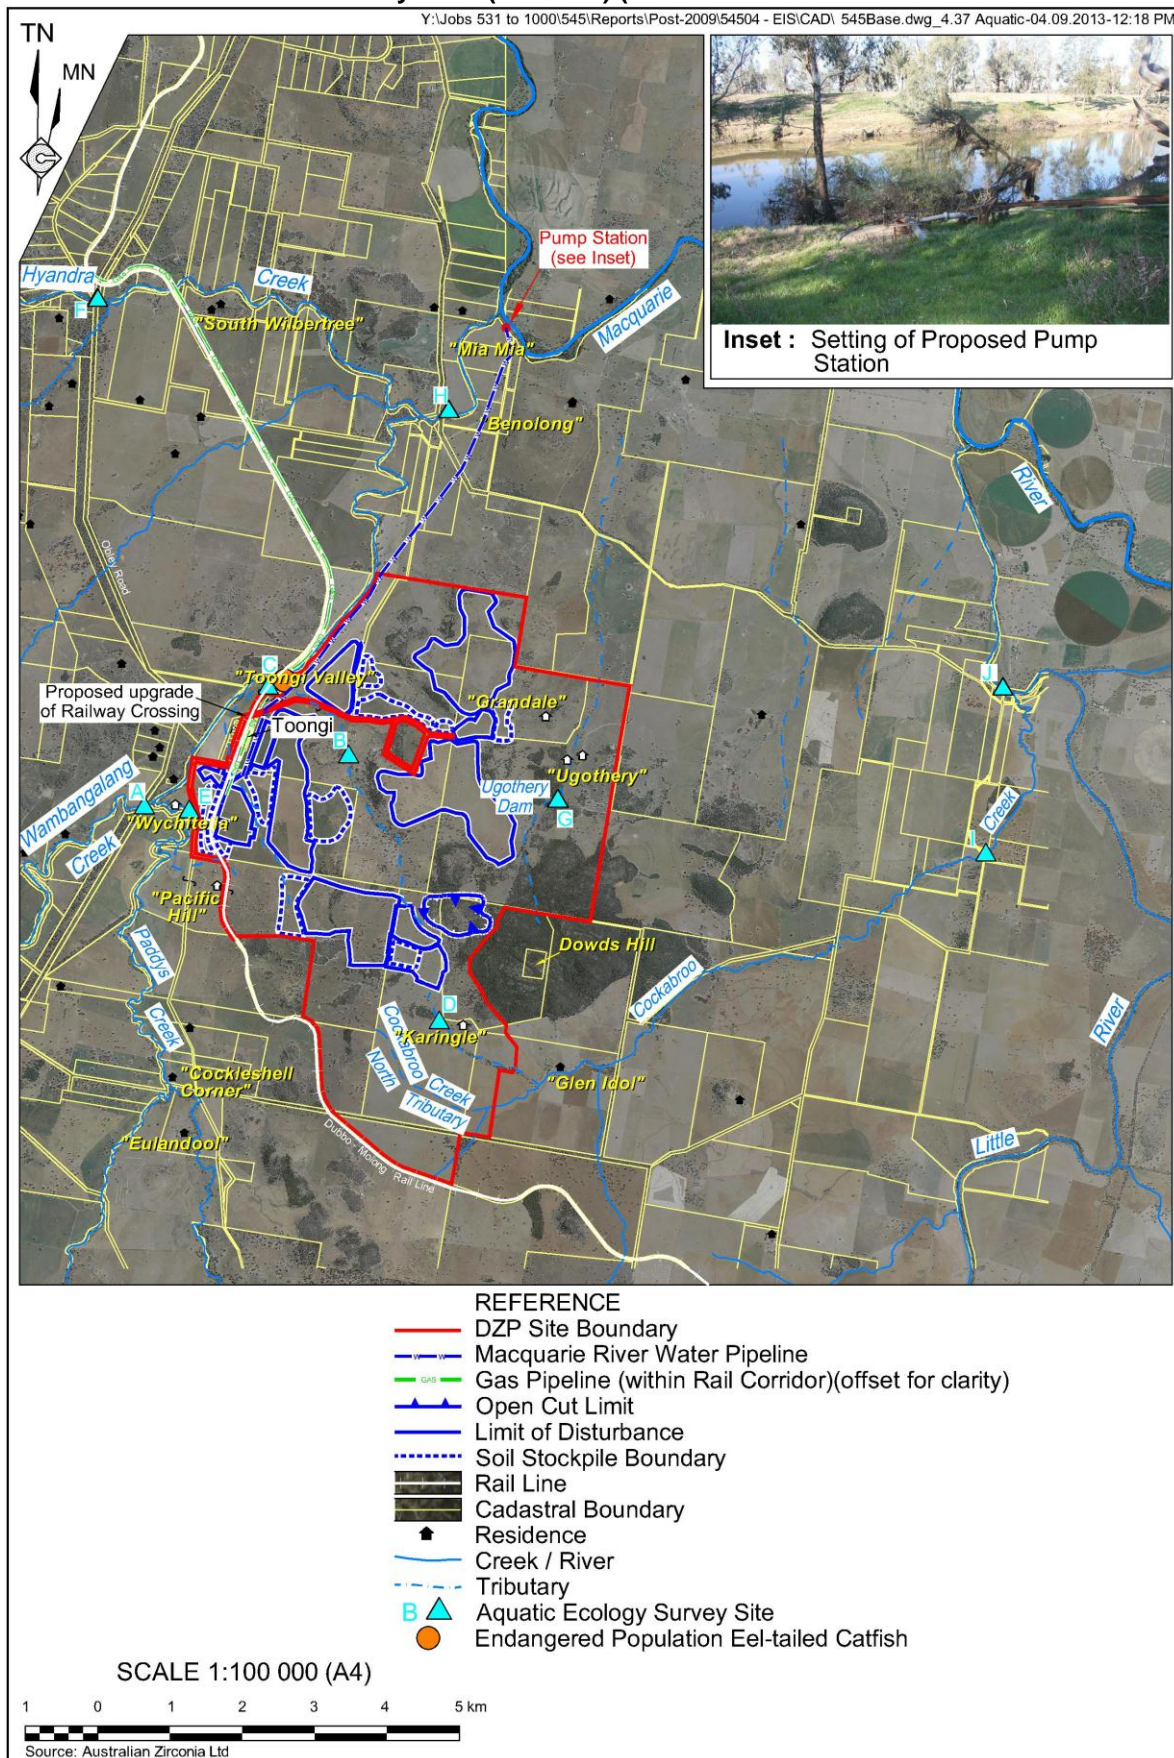 Y:\Jobs 531 to 1000\545\Reports\Post-2009\54504 - EIS\CAD\ 545Base.dwg_4.37 Aquatic-04.09.2013-12:18 PM
TN
MN
Pump Station
(see Inset)
Inset : Setting of Proposed Pump
Station
Hyandra
Creek
F
"South Wilbertree"
Macquarie
"Mia Mia"
H
"Benolong"
River
Obley Road
C
"Toongi Valley"
J
Proposed upgrade
of Railway Crossing
"Grandale"
Toongi
B
"Ugothery"
Ugothery
Dam
G
Wambangalang
Creek
A
E
"Wychitella"
Creek
I
"Pacific
Hill"
Dowds Hill
Paddys
Creek
Cockabroo
River
D
"Karingle"
Cockabroo
Creek
North
Tributary
"Glen Idol"
"Cockleshell
Corner"
"Eulandool"
Dubbo - Molong Rail Line
Little
REFERENCE
DZP Site Boundary
W W Macquarie River Water Pipeline
GAS Gas Pipeline (within Rail Corridor)(offset for clarity)
Open Cut Limit
Limit of Disturbance
Soil Stockpile Boundary
Rail Line
Cadastral Boundary
Residence
Creek / River
Tributary
B Aquatic Ecology Survey Site
Endangered Population Eel-tailed Catfish
SCALE 1:100 000 (A4)
1 0 1 2 3 4 5 km
Source: Australian Zirconia Ltd